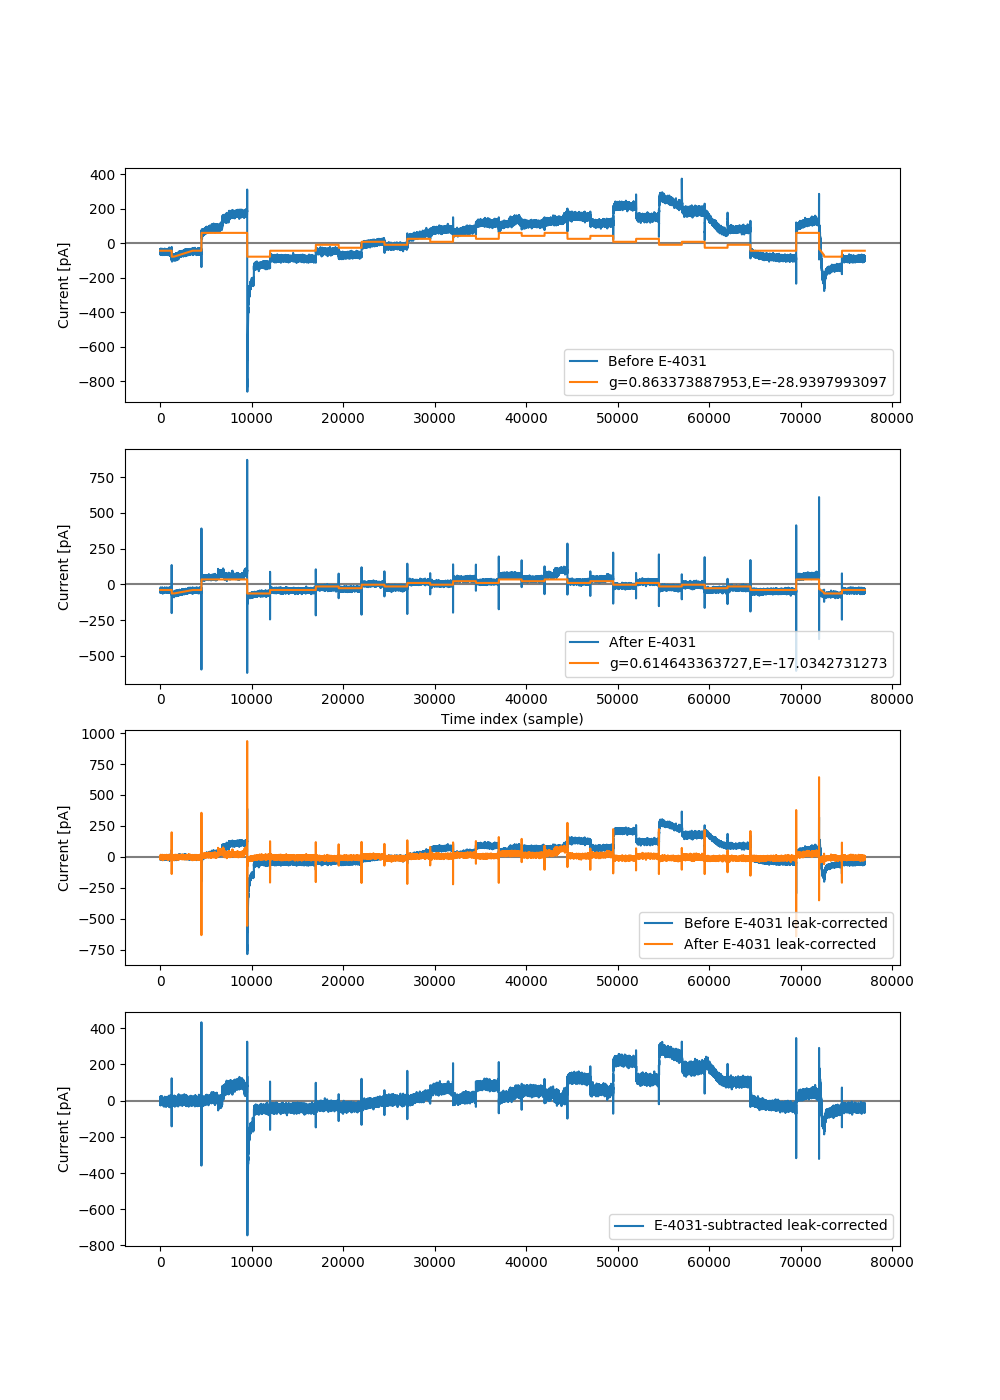 400
200
0
−200
−400
−600
−800
Current [pA]
Before E-4031
g=0.863373887953,E=-28.9397993097
0 10000 20000 30000 40000 50000 60000 70000 80000
750
500
250
0
−250
−500
Current [pA]
After E-4031
g=0.614643363727,E=-17.0342731273
0 10000 20000 30000 40000 50000 60000 70000 80000
Time index (sample)
1000
750
500
250
0
−250
−500
−750
Current [pA]
Before E-4031 leak-corrected
After E-4031 leak-corrected
0 10000 20000 30000 40000 50000 60000 70000 80000
400
200
0
−200
−400
−600
−800
Current [pA]
E-4031-subtracted leak-corrected
0 10000 20000 30000 40000 50000 60000 70000 80000